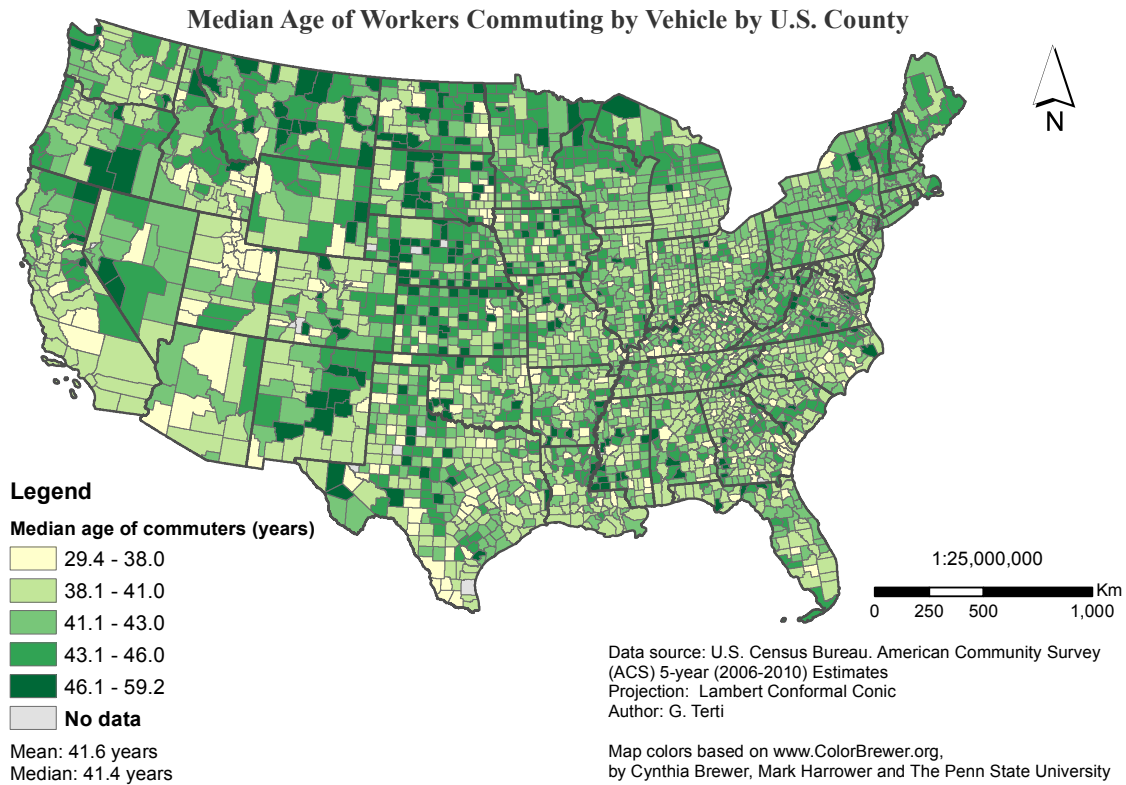 Median Age of Workers Commuting by Vehicle by U.S. County
N
Legend
Median age of commuters (years)
29.4 - 38.0
38.1 - 41.0
41.1 - 43.0
43.1 - 46.0
46.1 - 59.2
No data
Mean: 41.6 years
Median: 41.4 years
1:25,000,000
Km
0 250 500 1,000
Data source: U.S. Census Bureau. American Community Survey
(ACS) 5-year (2006-2010) Estimates
Projection: Lambert Conformal Conic
Author: G. Terti
Map colors based on www.ColorBrewer.org,
by Cynthia Brewer, Mark Harrower and The Penn State University